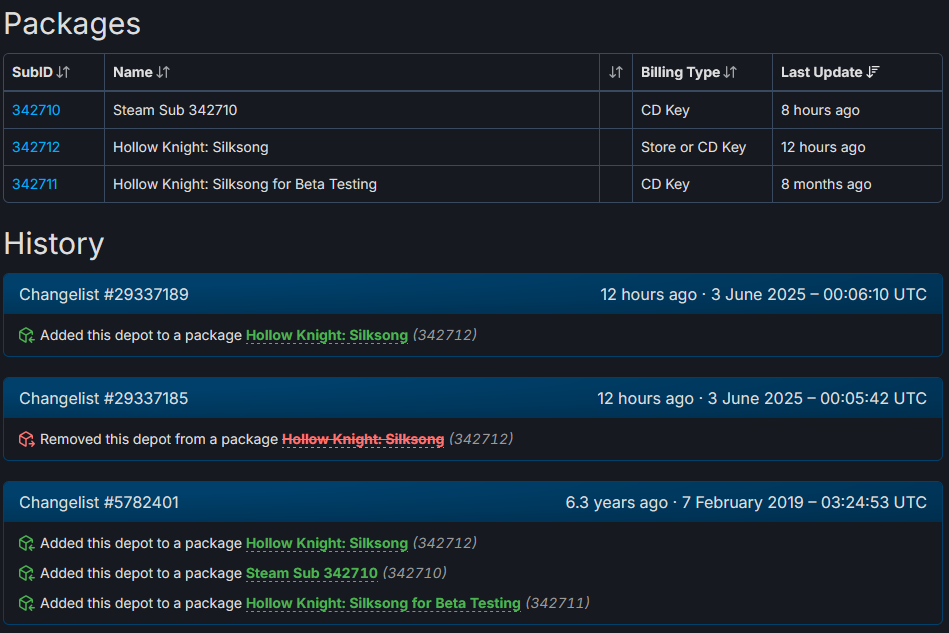 Packages
SubID Name Billing Type Last Update
342710 Steam Sub 342710 CD Key 8 hours ago
342712 Hollow Knight: Silksong Store or CD Key 12 hours ago
342711 Hollow Knight: Silksong for Beta Testing CD Key 8 months ago
History
Changelist #29337189 12 hours ago · 3 June 2025 – 00:06:10 UTC
Added this depot to a package Hollow Knight: Silksong (342712)
Changelist #29337185 12 hours ago · 3 June 2025 – 00:05:42 UTC
Removed this depot from a package Hollow Knight: Silksong (342712)
Changelist #5782401 6.3 years ago · 7 February 2019 – 03:24:53 UTC
Added this depot to a package Hollow Knight: Silksong (342712)
Added this depot to a package Steam Sub 342710 (342710)
Added this depot to a package Hollow Knight: Silksong for Beta Testing (342711)